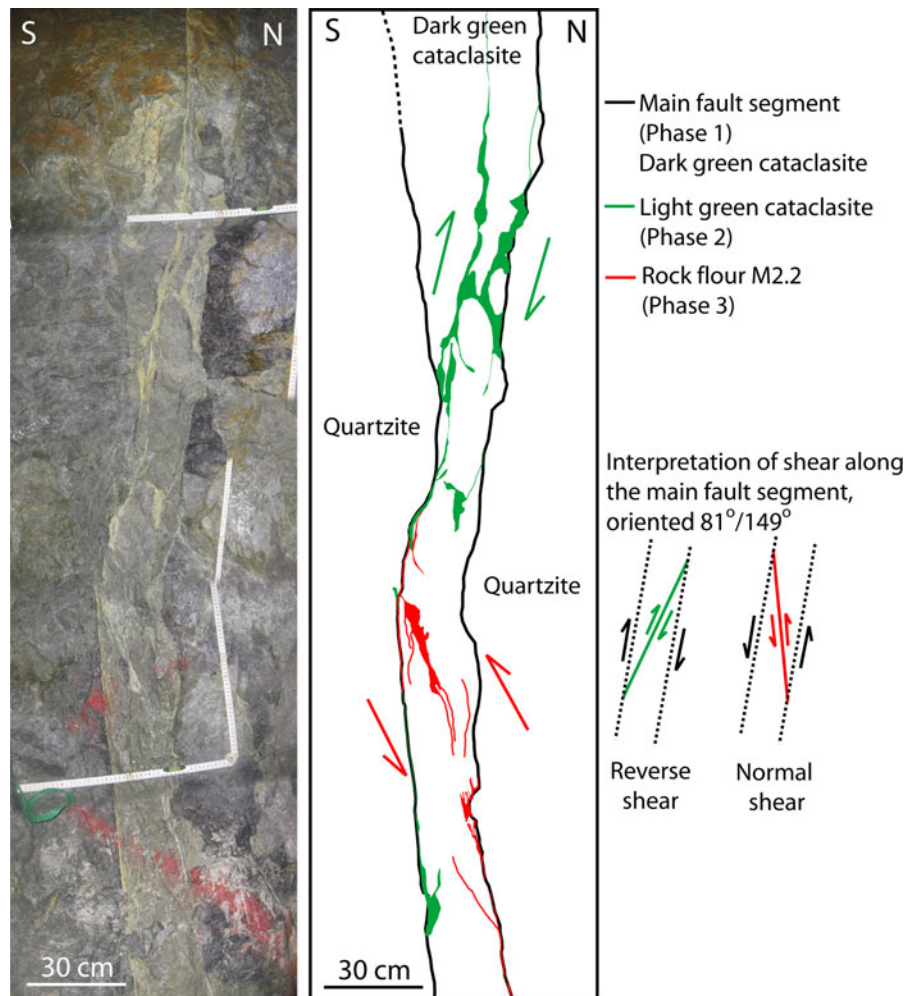 S
N
30 cm
S
Dark green
cataclasite
N
Quartzite
Quartzite
30 cm
Main fault segment
(Phase 1)
Dark green cataclasite
Light green cataclasite
(Phase 2)
Rock flour M2.2
(Phase 3)
Interpretation of shear along
the main fault segment,
oriented 81°/149°
Reverse
shear
Normal
shear